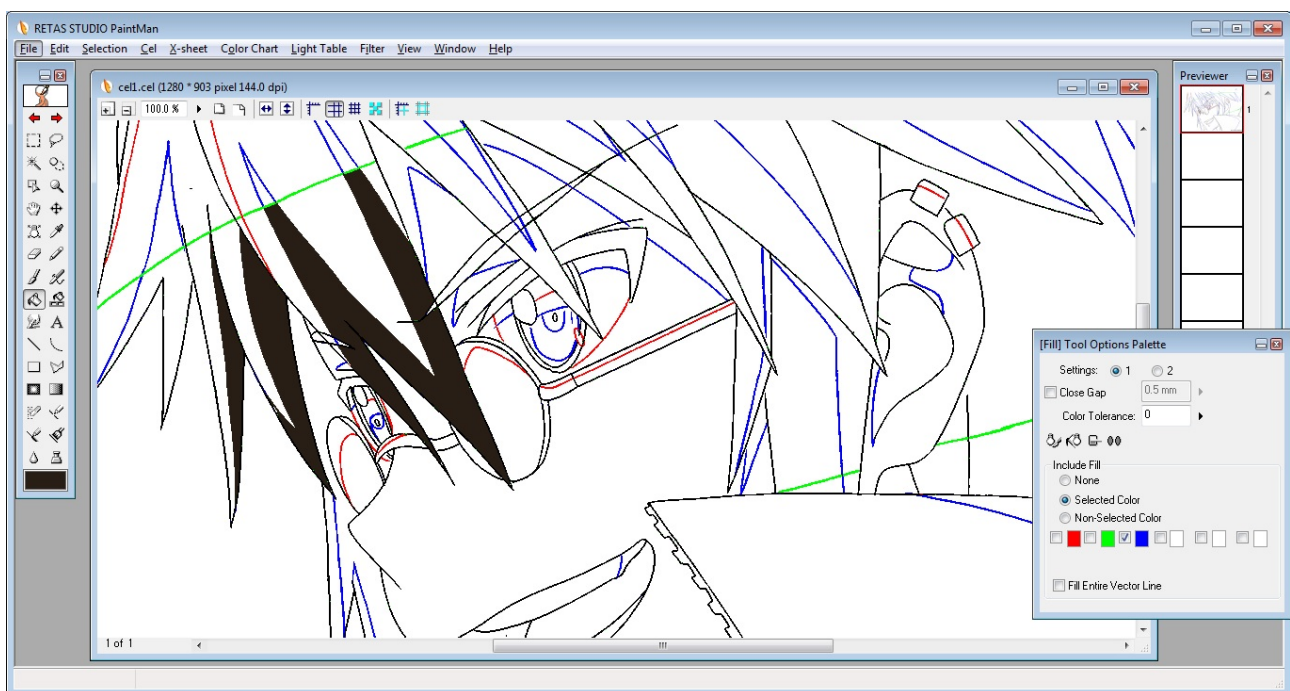 RETAS STUDIO PaintMan
File Edit Selection Cel X-sheet Color Chart Light Table Filter View Window Help
cel1.cel (1280 * 903 pixel 144.0 dpi)
100.0 %
Previewer
1
A
0
0
[Fill] Tool Options Palette
Settings: 1 2
Close Gap 0.5 mm
Color Tolerance: 0
Include Fill
None
Selected Color
Non-Selected Color
Fill Entire Vector Line
1 of 1